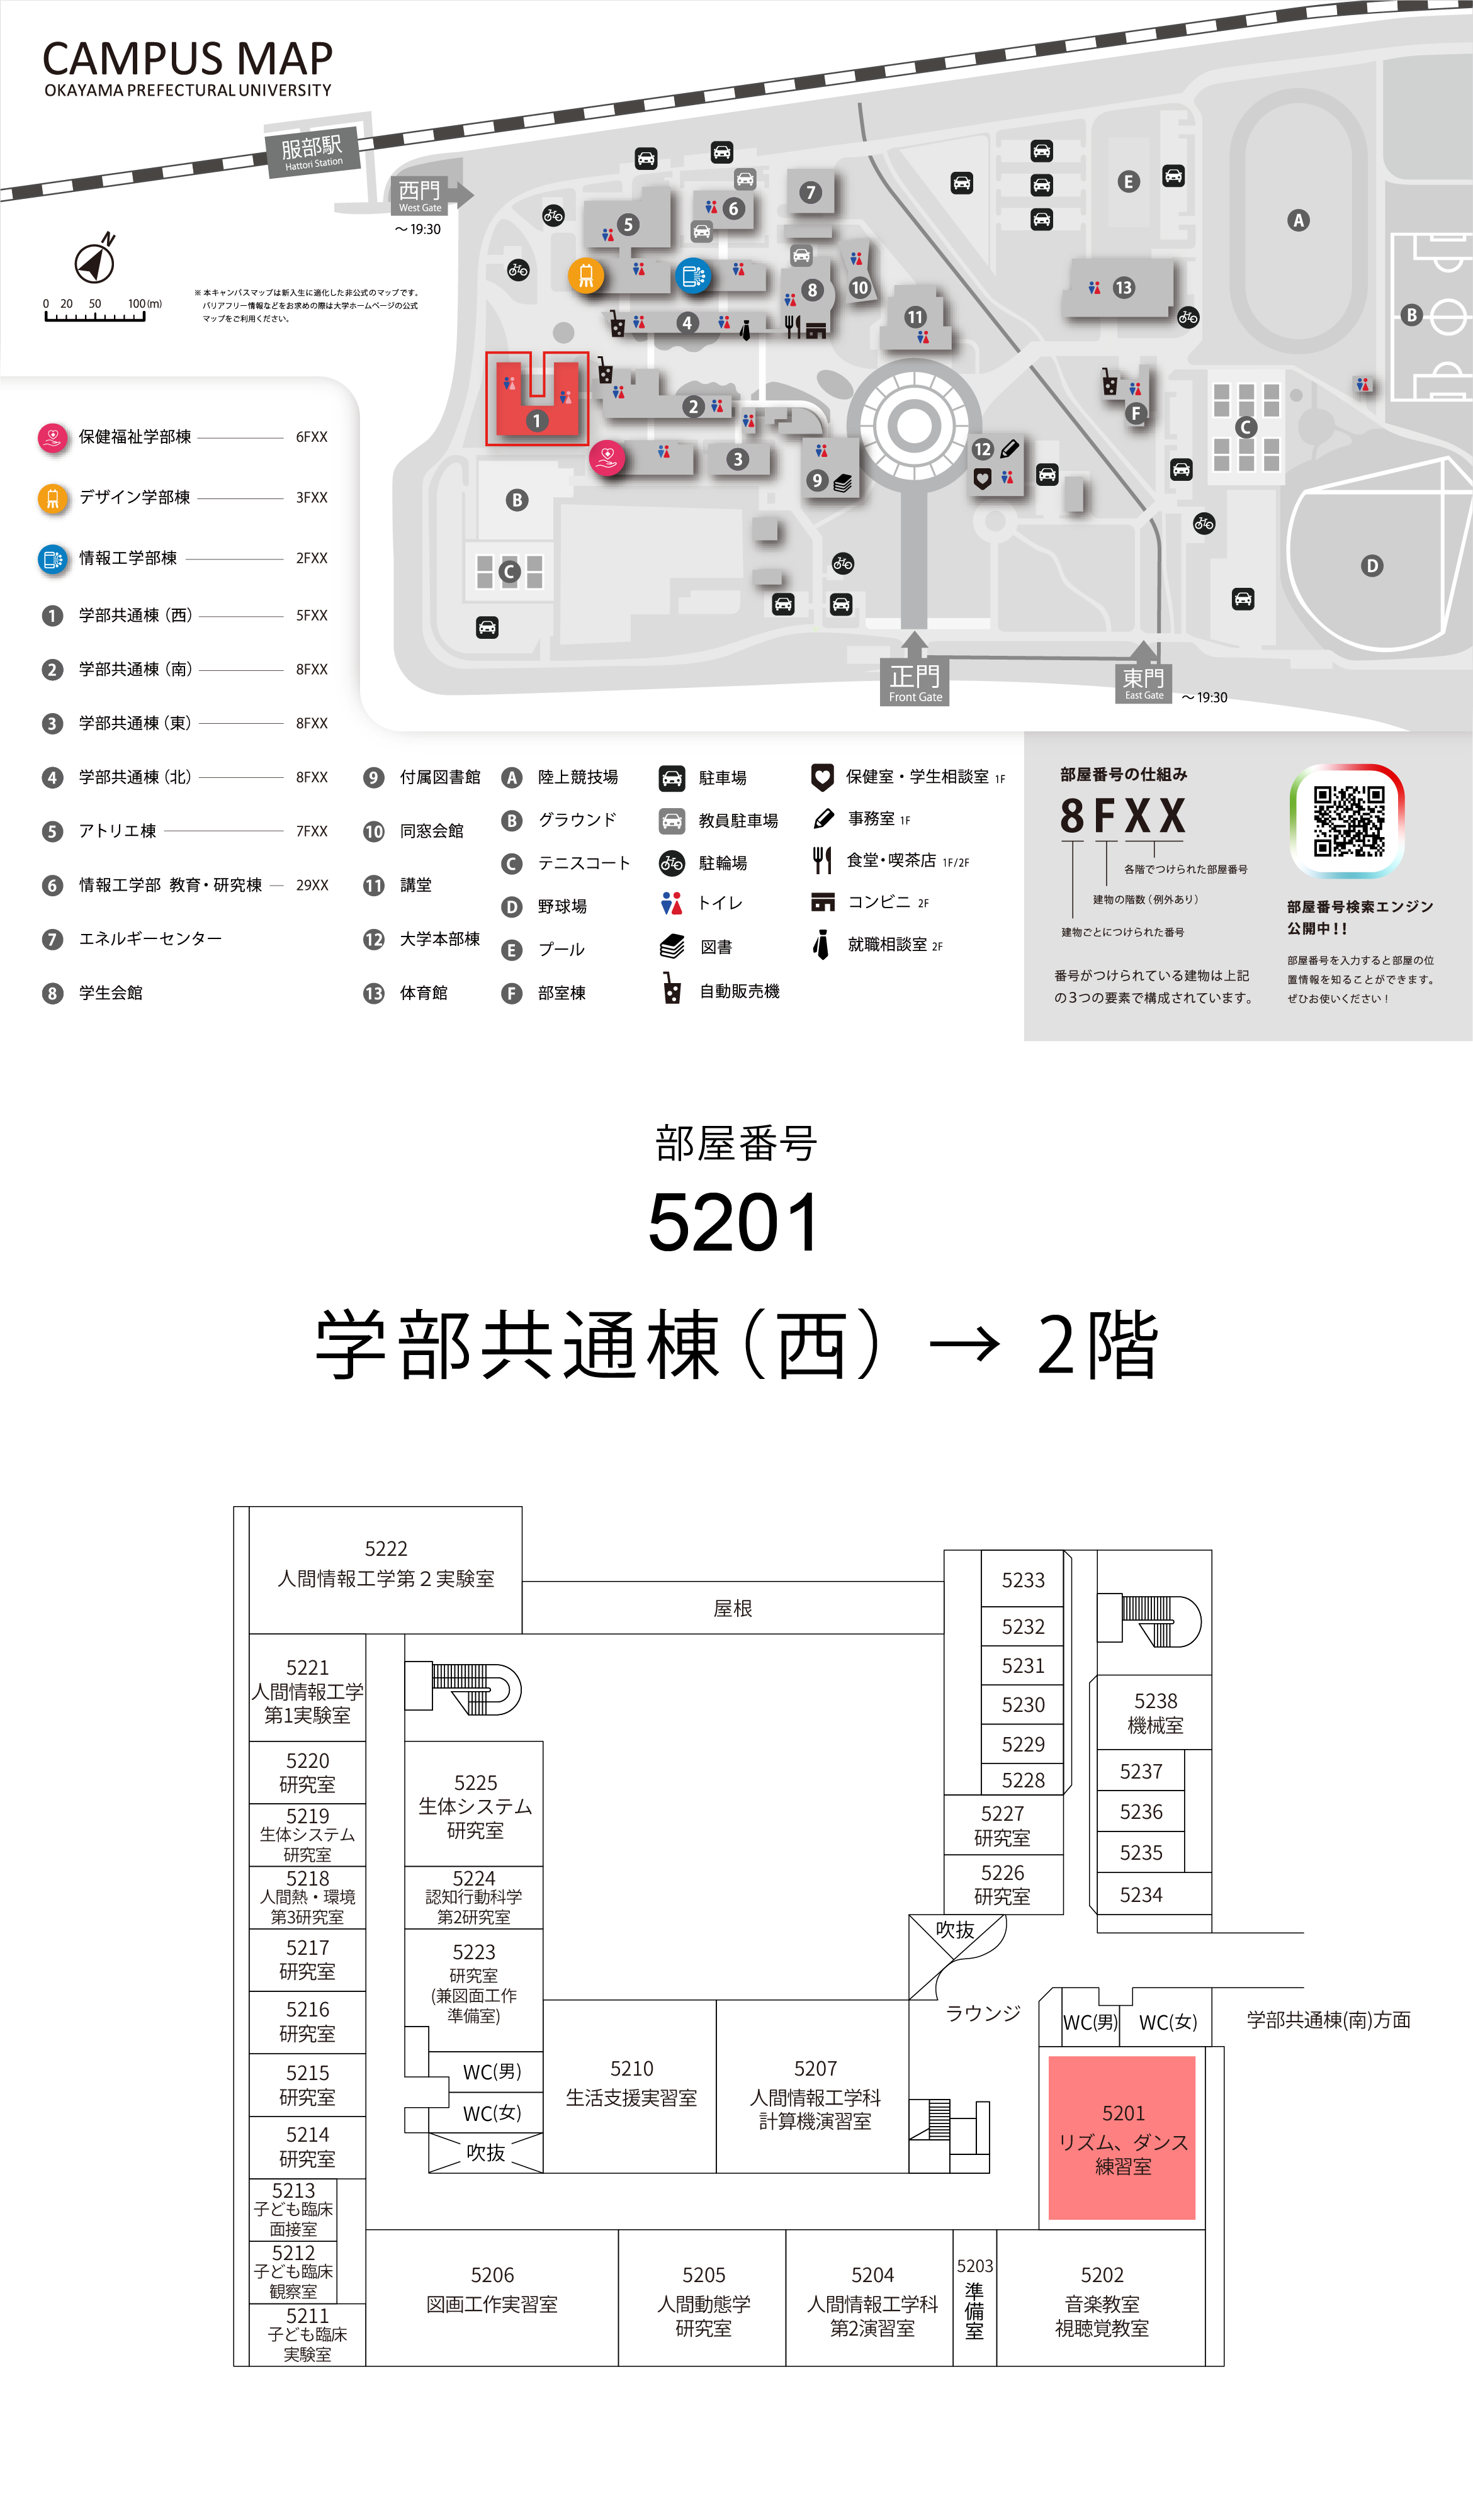 CAMPUS MAP
OKAYAMA PREFECTURAL UNIVERSITY
服部駅
Hattori Station
西門
West Gate
～19:30
N
0 20 50 100(m)
※本キャンパスマップは新入生に適化した非公式のマップです。
バリアフリー情報などをお求めの際は大学ホームページの公式
マップをご利用ください。
5
6
7
8
10
4
11
13
E
A
B
1
2
3
9
12
F
C
B
C
D
正門
Front Gate
東門
East Gate
～19:30
保健福祉学部棟 6FXX
デザイン学部棟 3FXX
情報工学部棟 2FXX
1 学部共通棟（西） 5FXX
2 学部共通棟（南） 8FXX
3 学部共通棟（東） 8FXX
4 学部共通棟（北） 8FXX
5 アトリエ棟 7FXX
6 情報工学部 教育・研究棟 29XX
7 エネルギーセンター
8 学生会館
9 付属図書館
10 同窓会館
11 講堂
12 大学本部棟
13 体育館
A 陸上競技場
B グラウンド
C テニスコート
D 野球場
E プール
F 部室棟
駐車場
教員駐車場
駐輪場
トイレ
図書
自動販売機
保健室・学生相談室 1F
事務室 1F
食堂・喫茶店 1F/2F
コンビニ 2F
就職相談室 2F
部屋番号の仕組み
8FXX
各階でつけられた部屋番号
建物の階数（例外あり）
建物ごとにつけられた番号
番号がつけられている建物は上記
の３つの要素で構成されています。
部屋番号検索エンジン
公開中！！
部屋番号を入力すると部屋の位
置情報を知ることができます。
ぜひお使いください！
部屋番号
5201
学部共通棟（西）→ 2階
5222
人間情報工学第２実験室
屋根
5221
人間情報工学
第1実験室
5220
研究室
5219
生体システム
研究室
5218
人間熱・環境
第3研究室
5217
研究室
5216
研究室
5215
研究室
5214
研究室
5213
子ども臨床
面接室
5212
子ども臨床
観察室
5211
子ども臨床
実験室
5225
生体システム
研究室
5224
認知行動科学
第2研究室
5223
研究室
(兼図面工作
準備室)
WC(男)
WC(女)
吹抜
5210
生活支援実習室
5207
人間情報工学科
計算機演習室
5233
5232
5231
5230
5229
5228
5227
研究室
5226
研究室
吹抜
ラウンジ
5238
機械室
5237
5236
5235
5234
WC(男)
WC(女)
学部共通棟(南)方面
5201
リズム、ダンス
練習室
5206
図画工作実習室
5205
人間動態学
研究室
5204
人間情報工学科
第2演習室
5203
準備室
5202
音楽教室
視聴覚教室